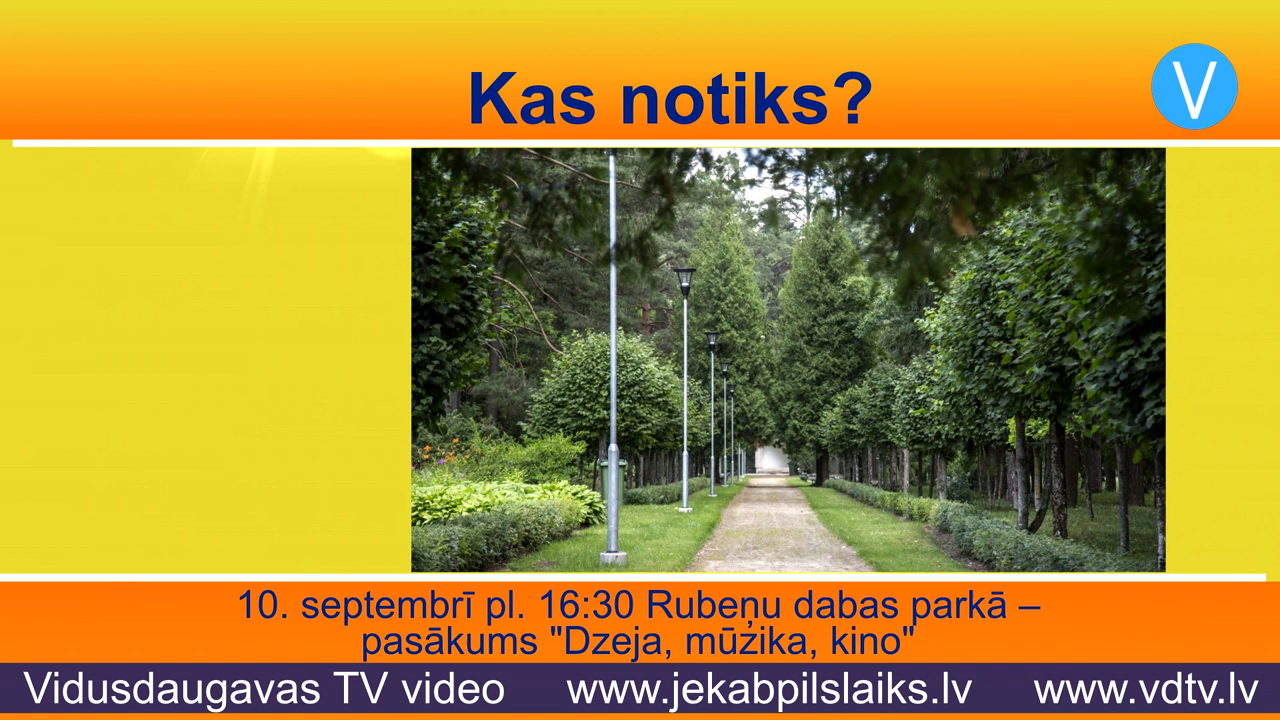 Kas notiks?
V
10. septembrī pl. 16:30 Rubeņu dabas parkā –
pasākums "Dzeja, mūzika, kino"
Vidusdaugavas TV video www.jekabpilslaiks.lv www.vdtv.lv